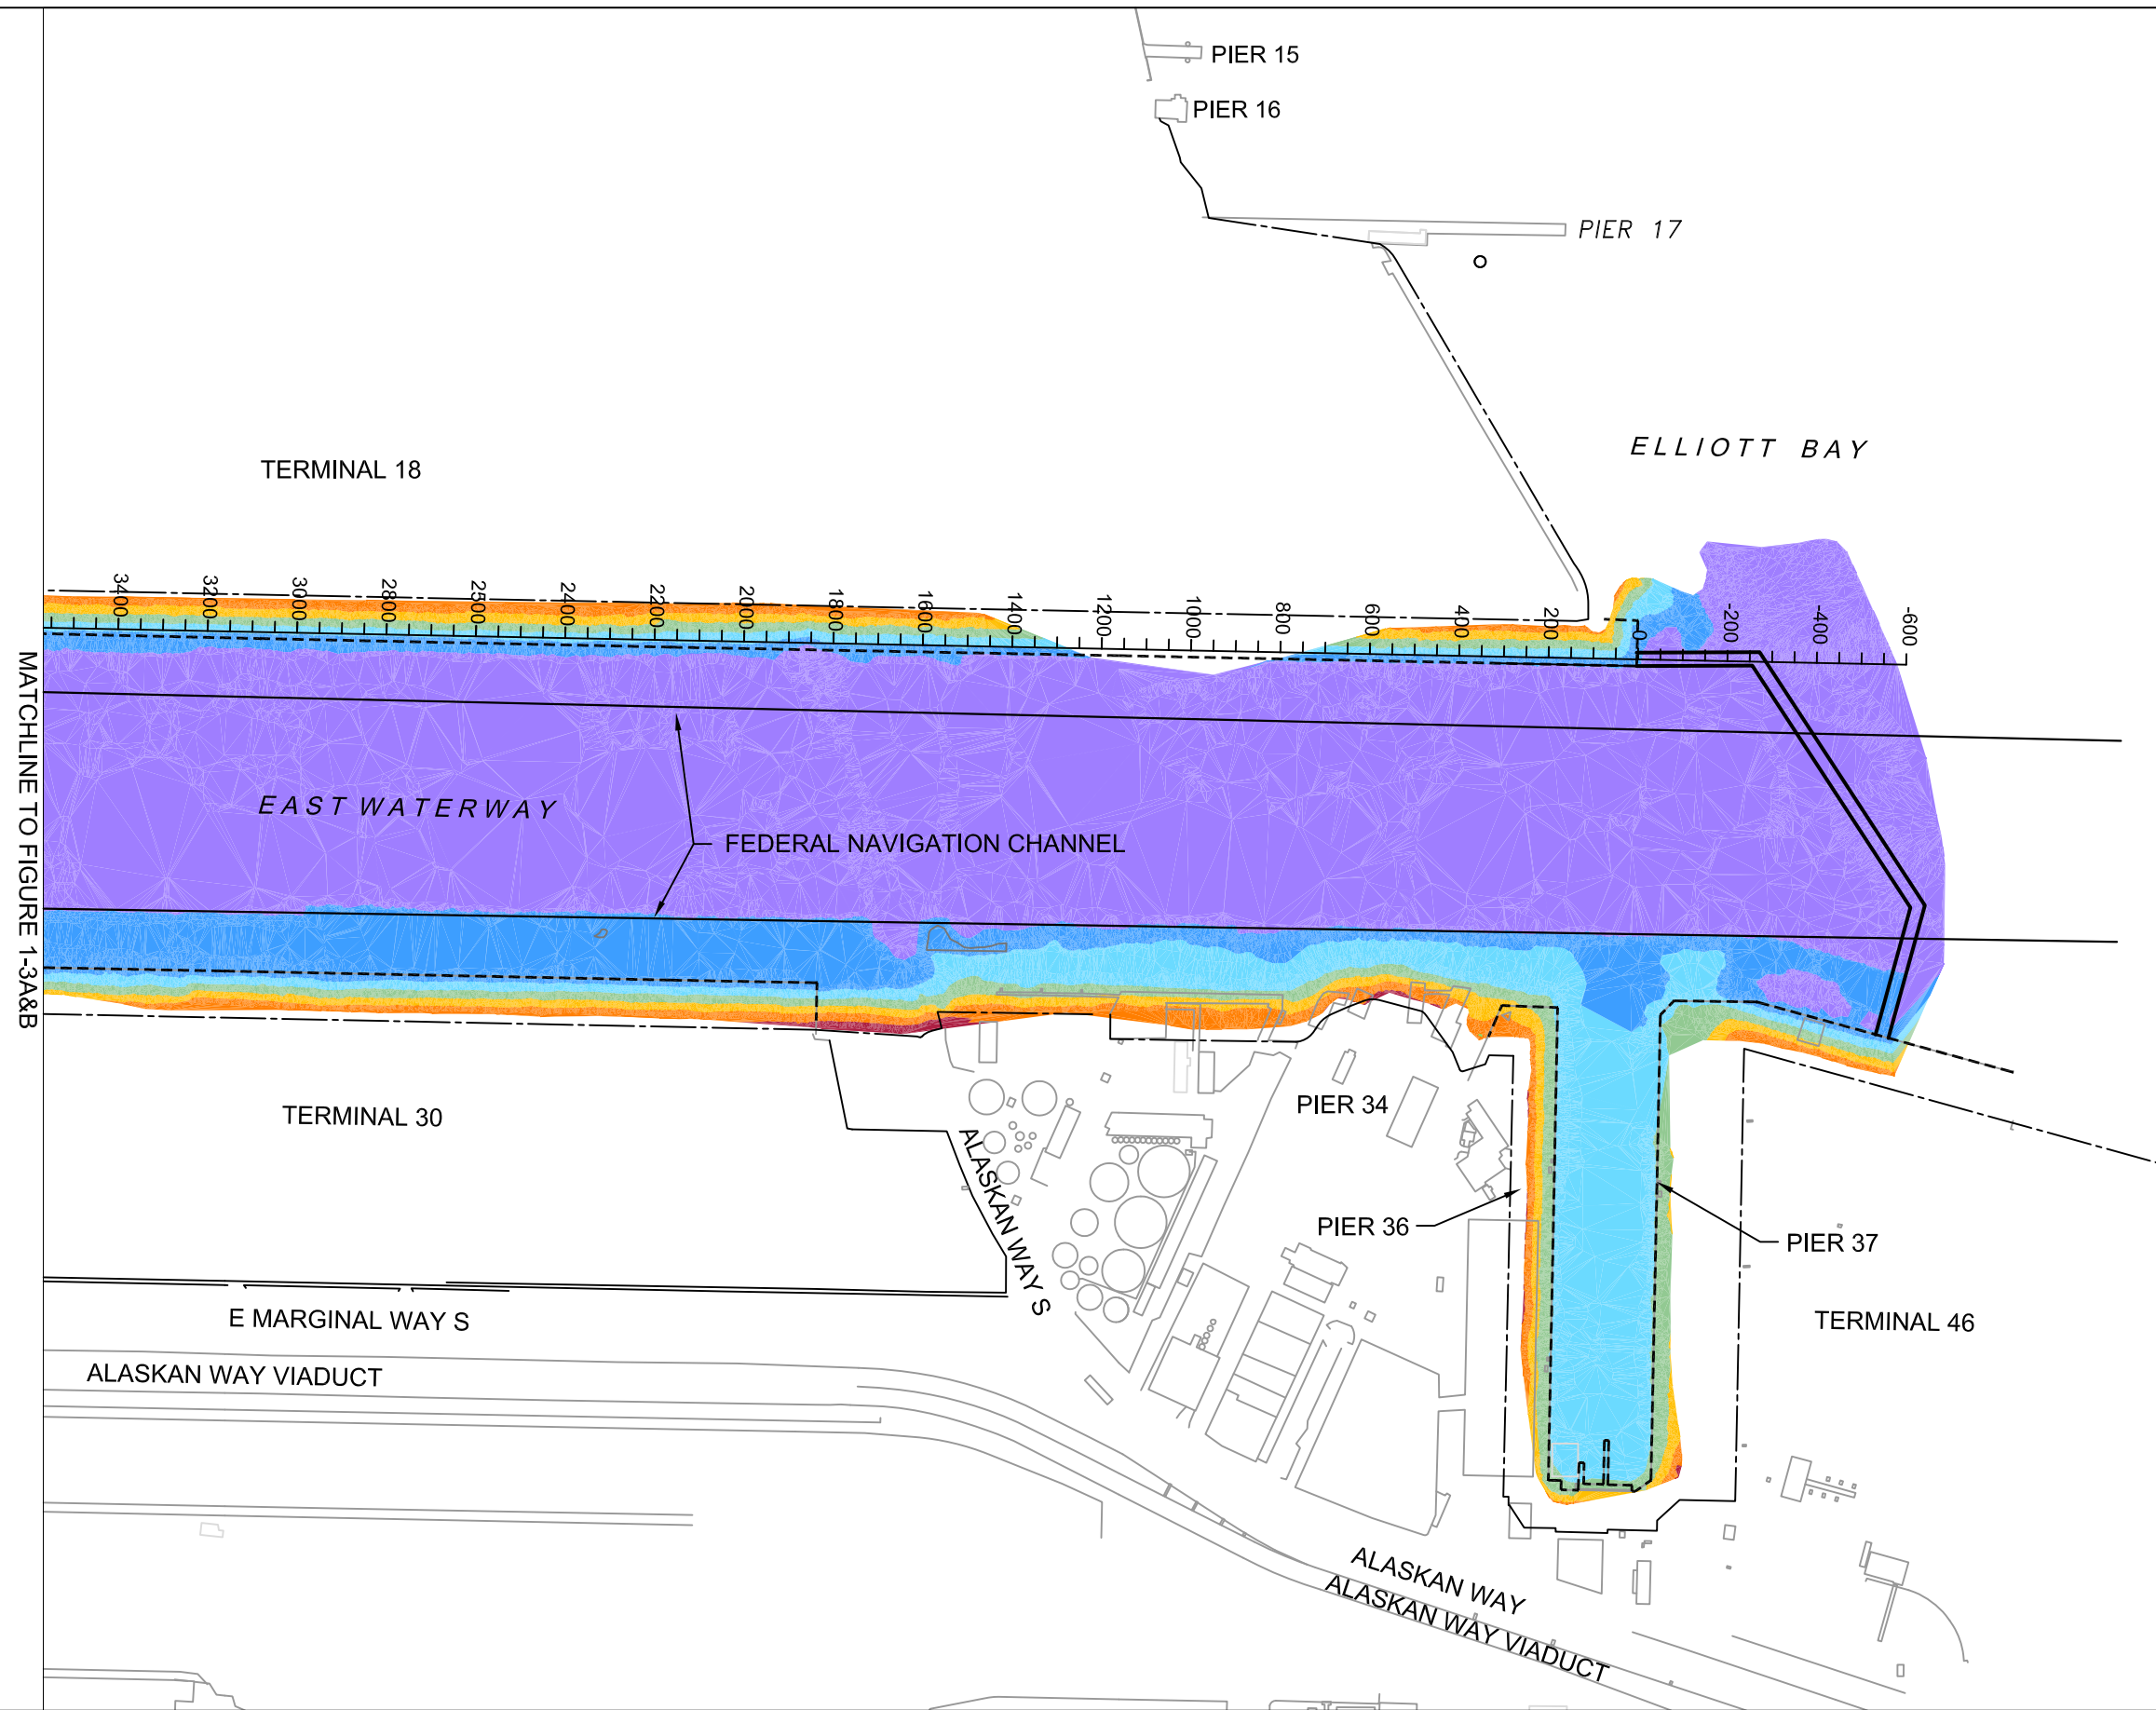 PIER 15
PIER 16
PIER 17
ELLIOTT BAY
TERMINAL 18
3400
3200
3000
2800
2500
2400
2200
2000
1800
1600
1400
1200
1000
800
600
400
200
0
-200
-400
-600
EAST WATERWAY
FEDERAL NAVIGATION CHANNEL
MATCHLINE TO FIGURE 1-3A&B
TERMINAL 30
PIER 34
PIER 36
PIER 37
ALASKAN WAY S
TERMINAL 46
E MARGINAL WAY S
ALASKAN WAY VIADUCT
ALASKAN WAY
ALASKAN WAY VIADUCT